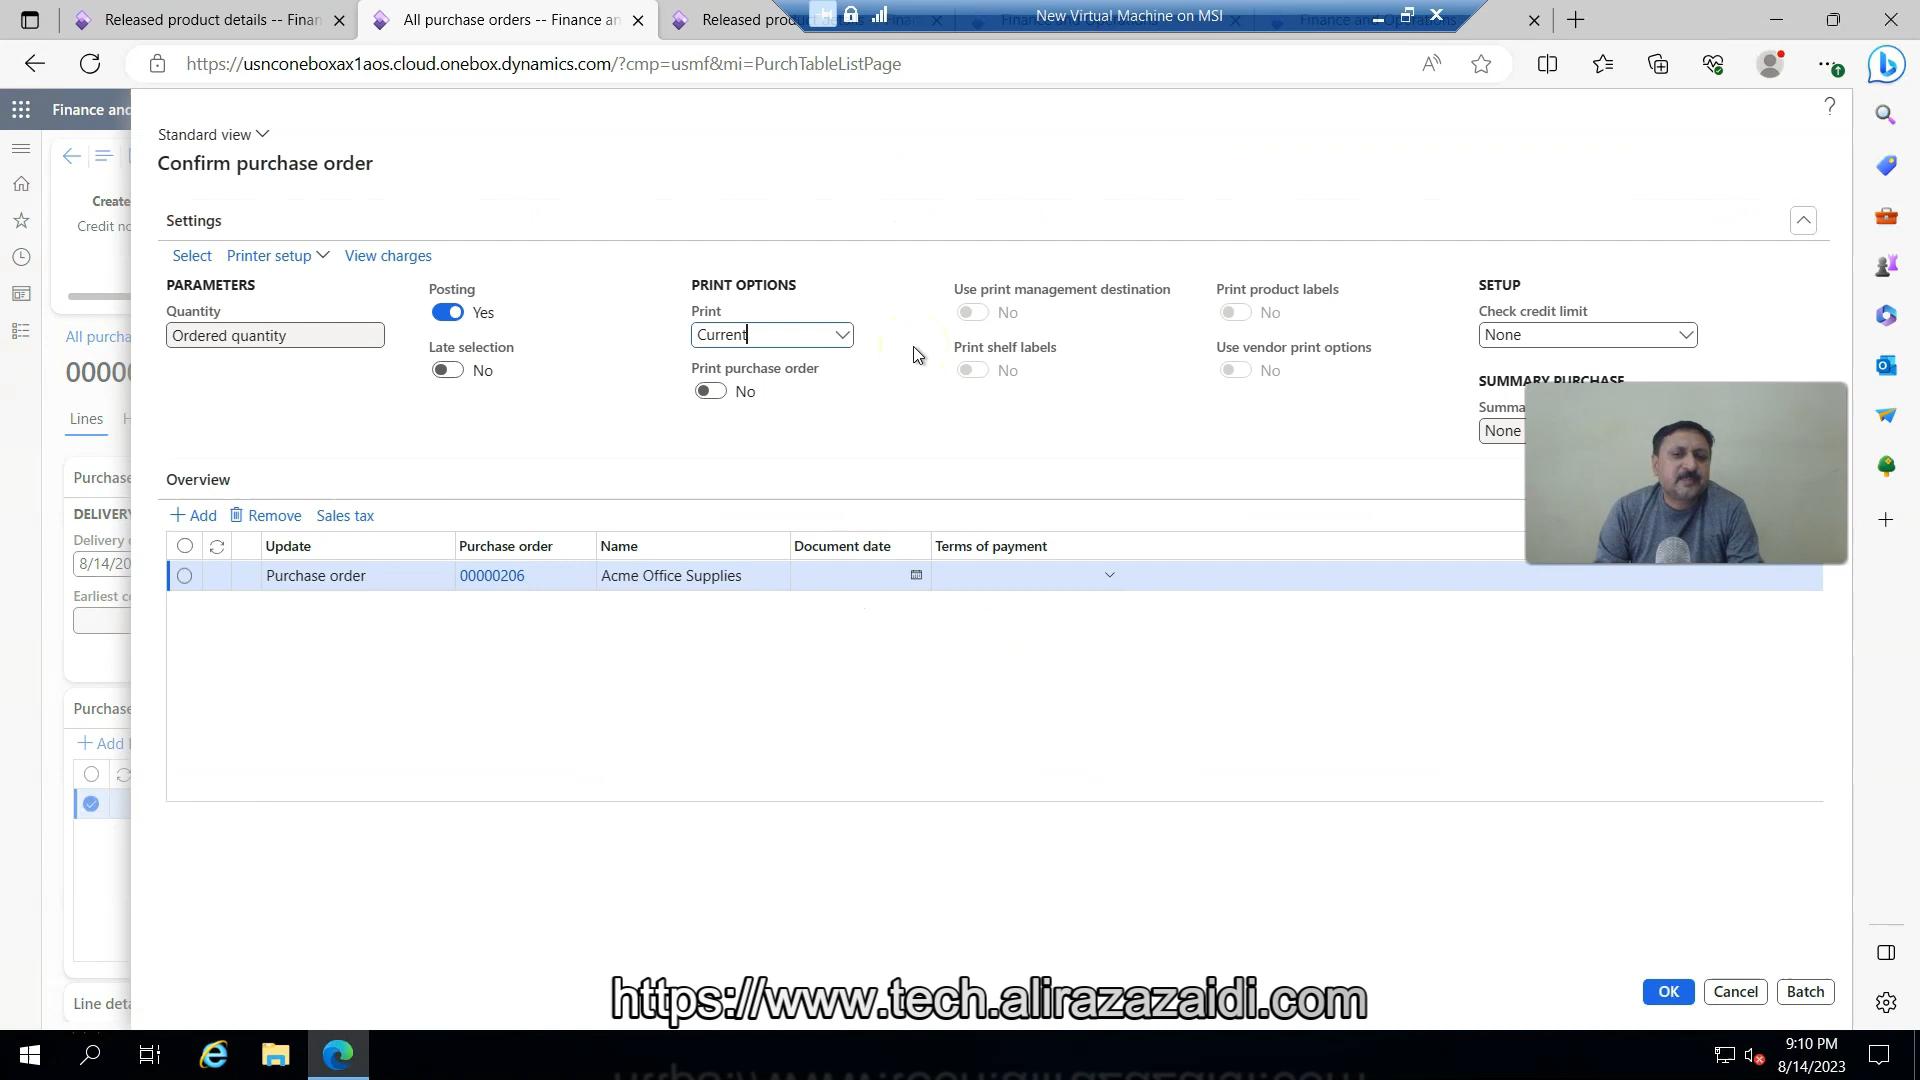 Released product details -- Finan
All purchase orders -- Finance an
Released prod
New Virtual Machine on MSI
https://usnconeboxax1aos.cloud.onebox.dynamics.com/?cmp=usmf&mi=PurchTableListPage
Finance and
Standard view
Confirm purchase order
Create
Credit no
Settings
Select Printer setup View charges
PARAMETERS
Quantity
Ordered quantity
Posting
Yes
Late selection
No
PRINT OPTIONS
Print
Current
Print purchase order
No
Use print management destination
No
Print shelf labels
No
Print product labels
No
Use vendor print options
No
SETUP
Check credit limit
None
SUMMARY PURCHASE
Summa
None
All purcha
0000
Lines H
Purchase
DELIVERY
Delivery
8/14/20
Earliest co
Purchase
Add l
Line deta
Overview
Add Remove Sales tax
Update Purchase order Name Document date Terms of payment
Purchase order 00000206 Acme Office Supplies
OK Cancel Batch
https://www.tech.alirazazaidi.com
9:10 PM
8/14/2023